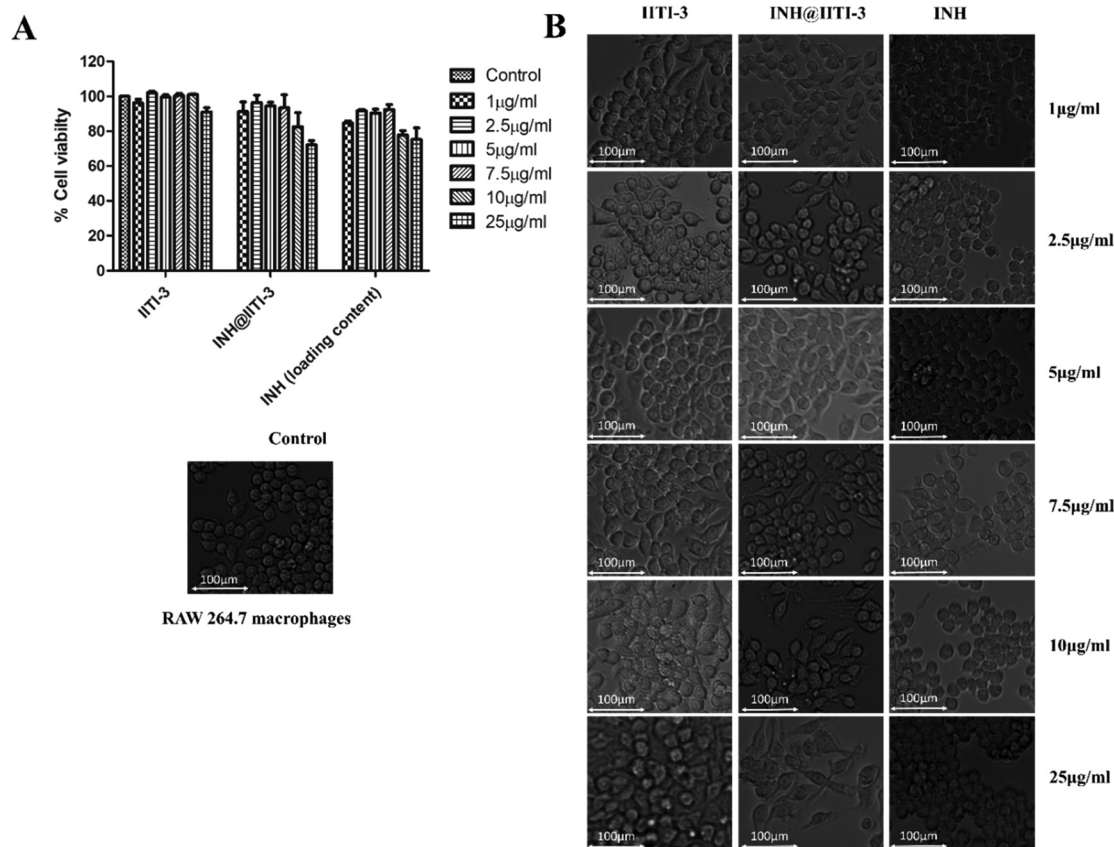 A
120
100
80
60
40
20
0
% Cell viabilty
IITI-3
INH@IITI-3
INH (loading content)
Control
1µg/ml
2.5µg/ml
5µg/ml
7.5µg/ml
10µg/ml
25µg/ml
Control
100µm
RAW 264.7 macrophages
B
IITI-3 INH@IITI-3 INH
100µm 100µm 100µm 1µg/ml
100µm 100µm 100µm 2.5µg/ml
100µm 100µm 100µm 5µg/ml
100µm 100µm 100µm 7.5µg/ml
100µm 100µm 100µm 10µg/ml
100µm 100µm 100µm 25µg/ml